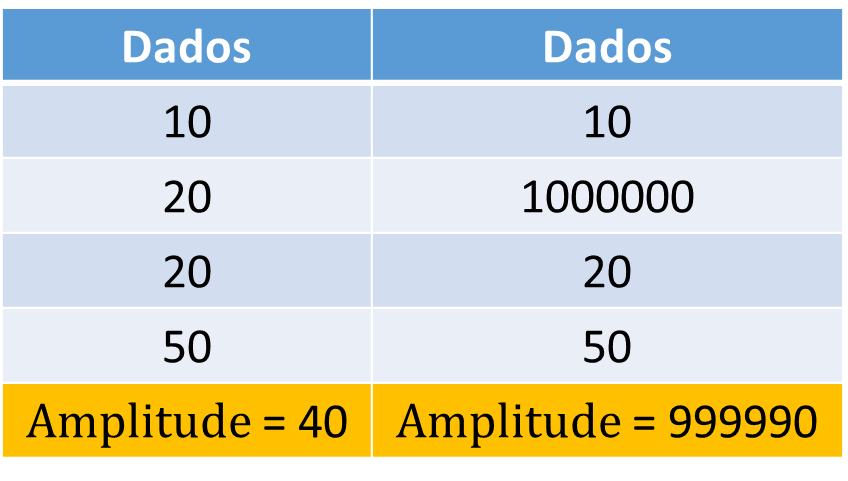 Dados Dados
10 10
20 1000000
20 20
50 50
Amplitude = 40 Amplitude = 999990